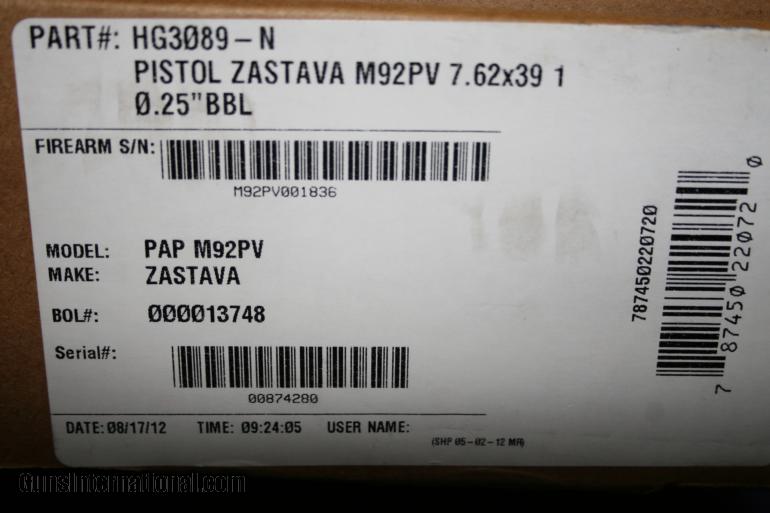 PART#: HG3089-N
PISTOL ZASTAVA M92PV 7.62x39 1
0.25"BBL
FIREARM S/N:
M92PV001836
MODEL: PAP M92PV
MAKE: ZASTAVA
BOL#: 000013748
Serial#:
00874280
DATE: 08/17/12 TIME: 09:24:05 USER NAME:
(SHP 05-02-12 MR)
787450220720
7 87450 22072 0
GunsInternational.com